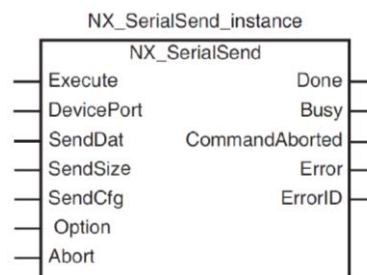 NX_SerialSend_instance
NX_SerialSend
Execute Done
DevicePort Busy
SendDat CommandAborted
SendSize Error
SendCfg ErrorID
Option
Abort